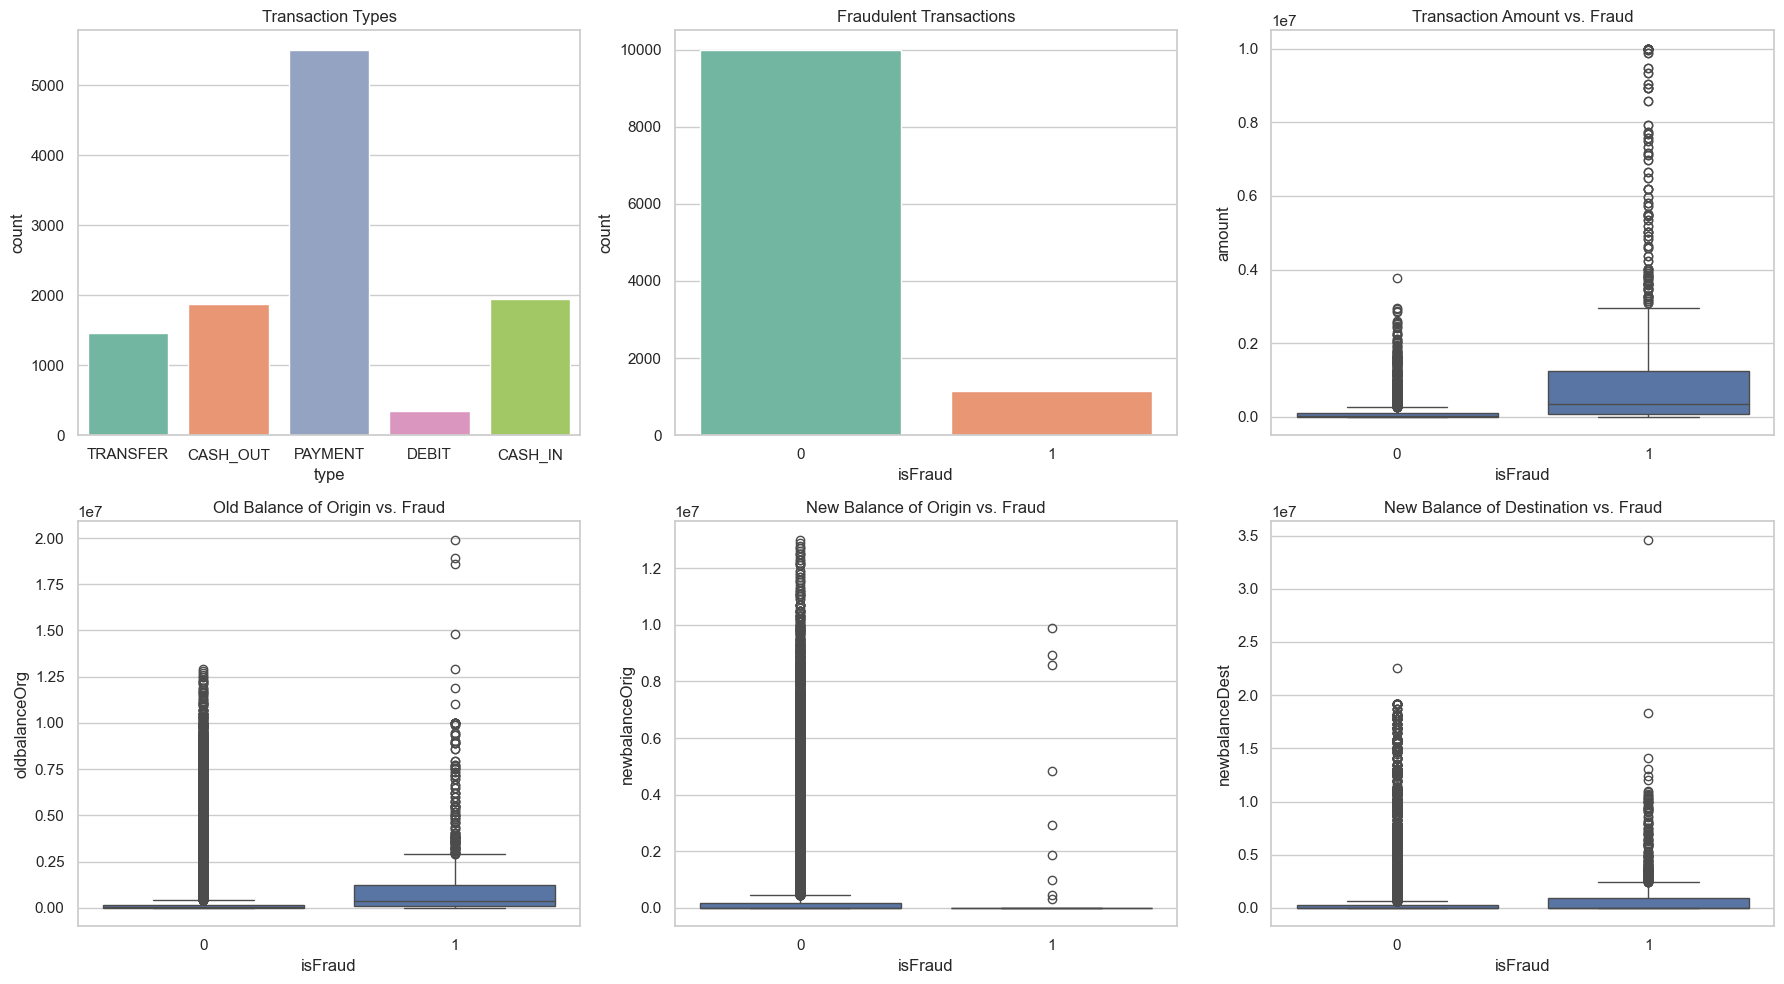 Transaction Types
5000
4000
3000
2000
1000
0
count
TRANSFER CASH_OUT PAYMENT DEBIT CASH_IN
type
Fraudulent Transactions
10000
8000
6000
4000
2000
0
count
0 1
isFraud
Transaction Amount vs. Fraud
1e7
1.0
0.8
0.6
0.4
0.2
0.0
amount
0 1
isFraud
Old Balance of Origin vs. Fraud
1e7
2.00
1.75
1.50
1.25
1.00
0.75
0.50
0.25
0.00
oldbalanceOrg
0 1
isFraud
New Balance of Origin vs. Fraud
1e7
1.2
1.0
0.8
0.6
0.4
0.2
0.0
newbalanceOrig
0 1
isFraud
New Balance of Destination vs. Fraud
1e7
3.5
3.0
2.5
2.0
1.5
1.0
0.5
0.0
newbalanceDest
0 1
isFraud